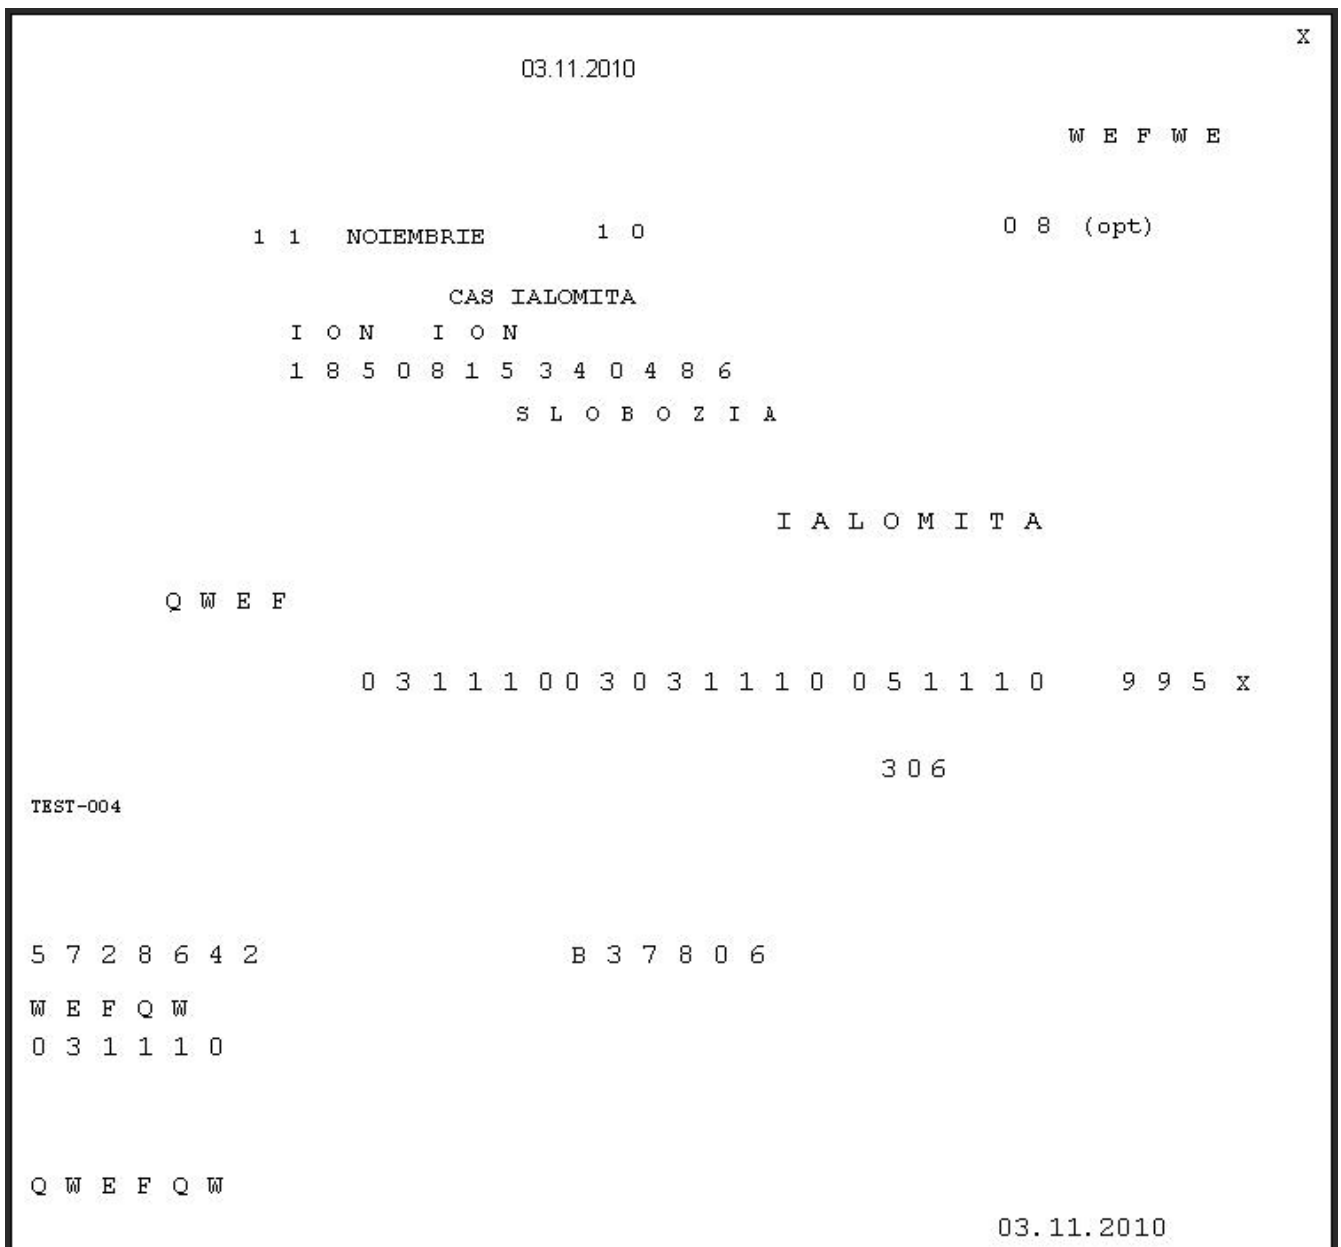 X
03.11.2010
W E F W E
1 1 NOIEMBRIE 1 0 0 8 (opt)
CAS IALOMITA
I O N I O N
1 8 5 0 8 1 5 3 4 0 4 8 6
S L O B O Z I A
I A L O M I T A
Q W E F
0 3 1 1 1 0 0 3 0 3 1 1 1 0 0 5 1 1 1 0 9 9 5 X
3 0 6
TEST-004
5 7 2 8 6 4 2 B 3 7 8 0 6
W E F Q W
0 3 1 1 1 0
Q W E F Q W
03.11.2010